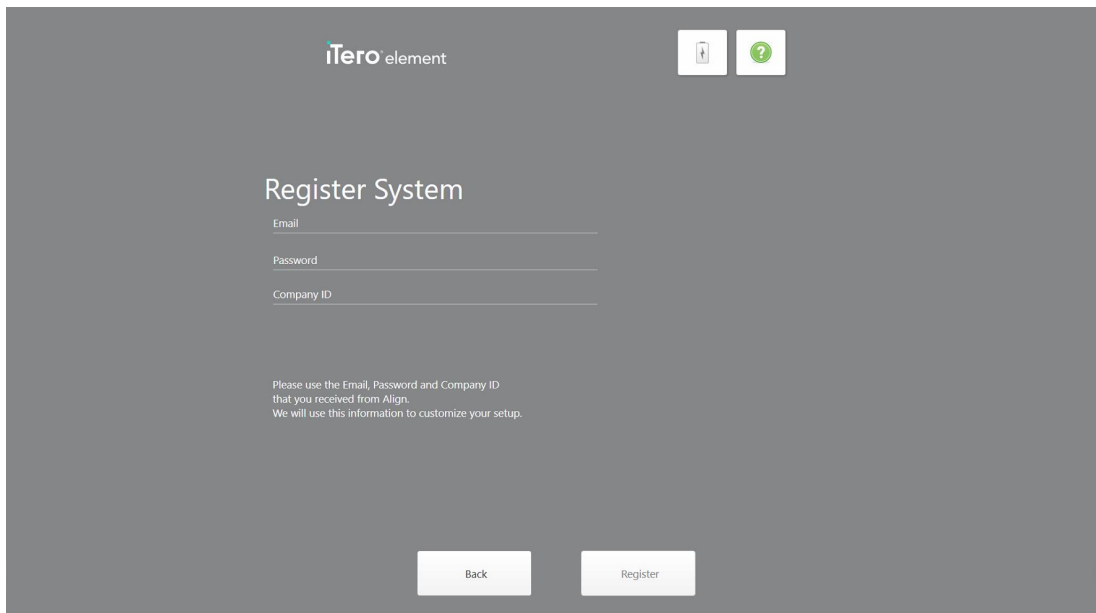 iTero element
Register System
Email
Password
Company ID
Please use the Email, Password and Company ID
that you received from Align.
We will use this information to customize your setup.
Back
Register